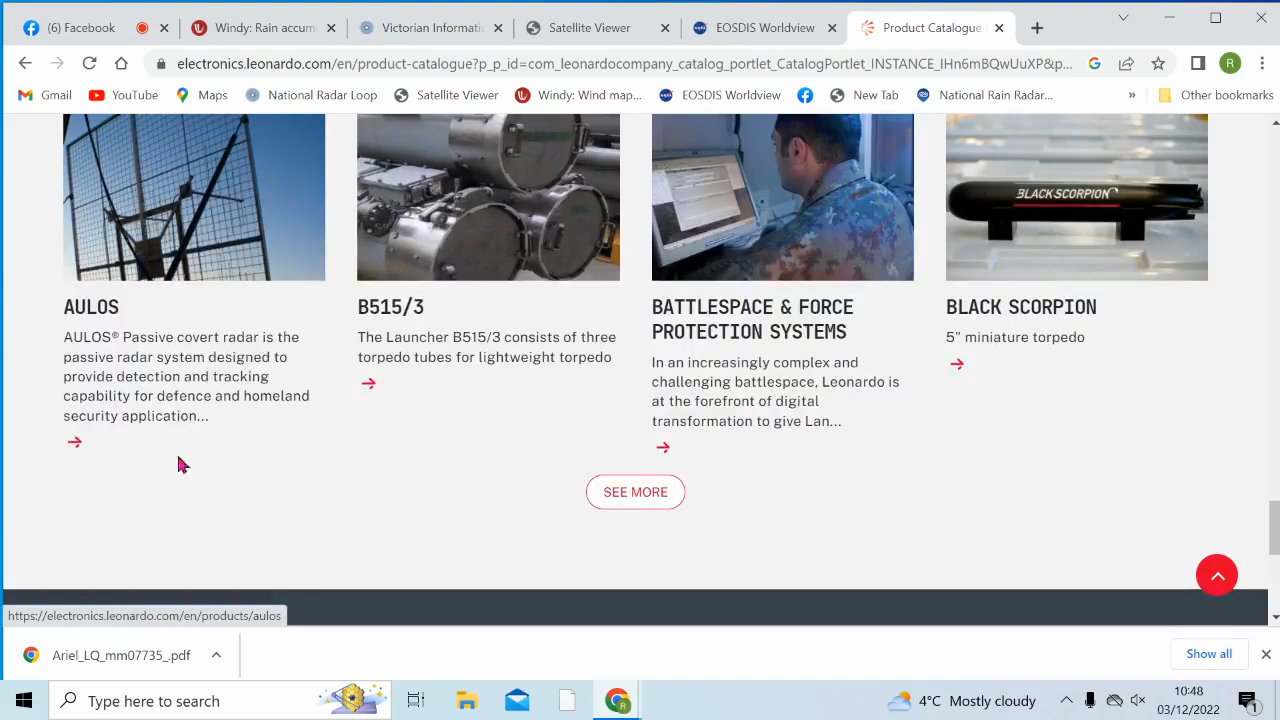 (6) Facebook
Windy: Rain accum
Victorian Informati
Satellite Viewer
EOSDIS Worldview
Product Catalogue
electronics.leonardo.com/en/product-catalogue?p_p_id=com_leonardocompany_catalog_portlet_CatalogPortlet_INSTANCE_IHn6mBQwUuXP&p...
R
Gmail
YouTube
Maps
National Radar Loop
Satellite Viewer
Windy: Wind map...
EOSDIS Worldview
New Tab
National Rain Radar...
»
Other bookmarks
BLACK SCORPION
AULOS
AULOS® Passive covert radar is the
passive radar system designed to
provide detection and tracking
capability for defence and homeland
security application...
B515/3
The Launcher B515/3 consists of three
torpedo tubes for lightweight torpedo
BATTLESPACE & FORCE
PROTECTION SYSTEMS
In an increasingly complex and
challenging battlespace, Leonardo is
at the forefront of digital
transformation to give Lan...
BLACK SCORPION
5" miniature torpedo
SEE MORE
https://electronics.leonardo.com/en/products/aulos
Ariel_LQ_mm07735_.pdf
Show all
Type here to search
R
4°C Mostly cloudy
10:48
03/12/2022
1